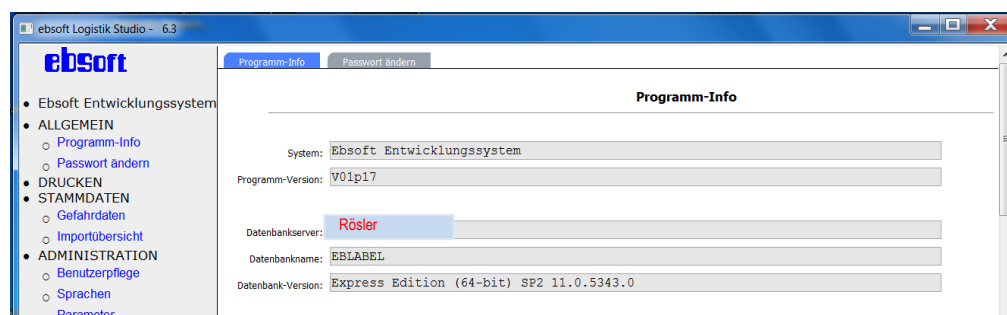 ebsoft Logistik Studio - 6.3
ebsoft
Ebsoft Entwicklungssystem
ALLGEMEIN
Programm-Info
Passwort ändern
DRUCKEN
STAMMDATEN
Gefahrdaten
Importübersicht
ADMINISTRATION
Benutzerpflege
Sprachen
Parameter
Programm-Info
Passwort ändern
Programm-Info
System: Ebsoft Entwicklungssystem
Programm-Version: V01p17
Datenbankserver: Rösler
Datenbankname: EBLABEL
Datenbank-Version: Express Edition (64-bit) SP2 11.0.5343.0